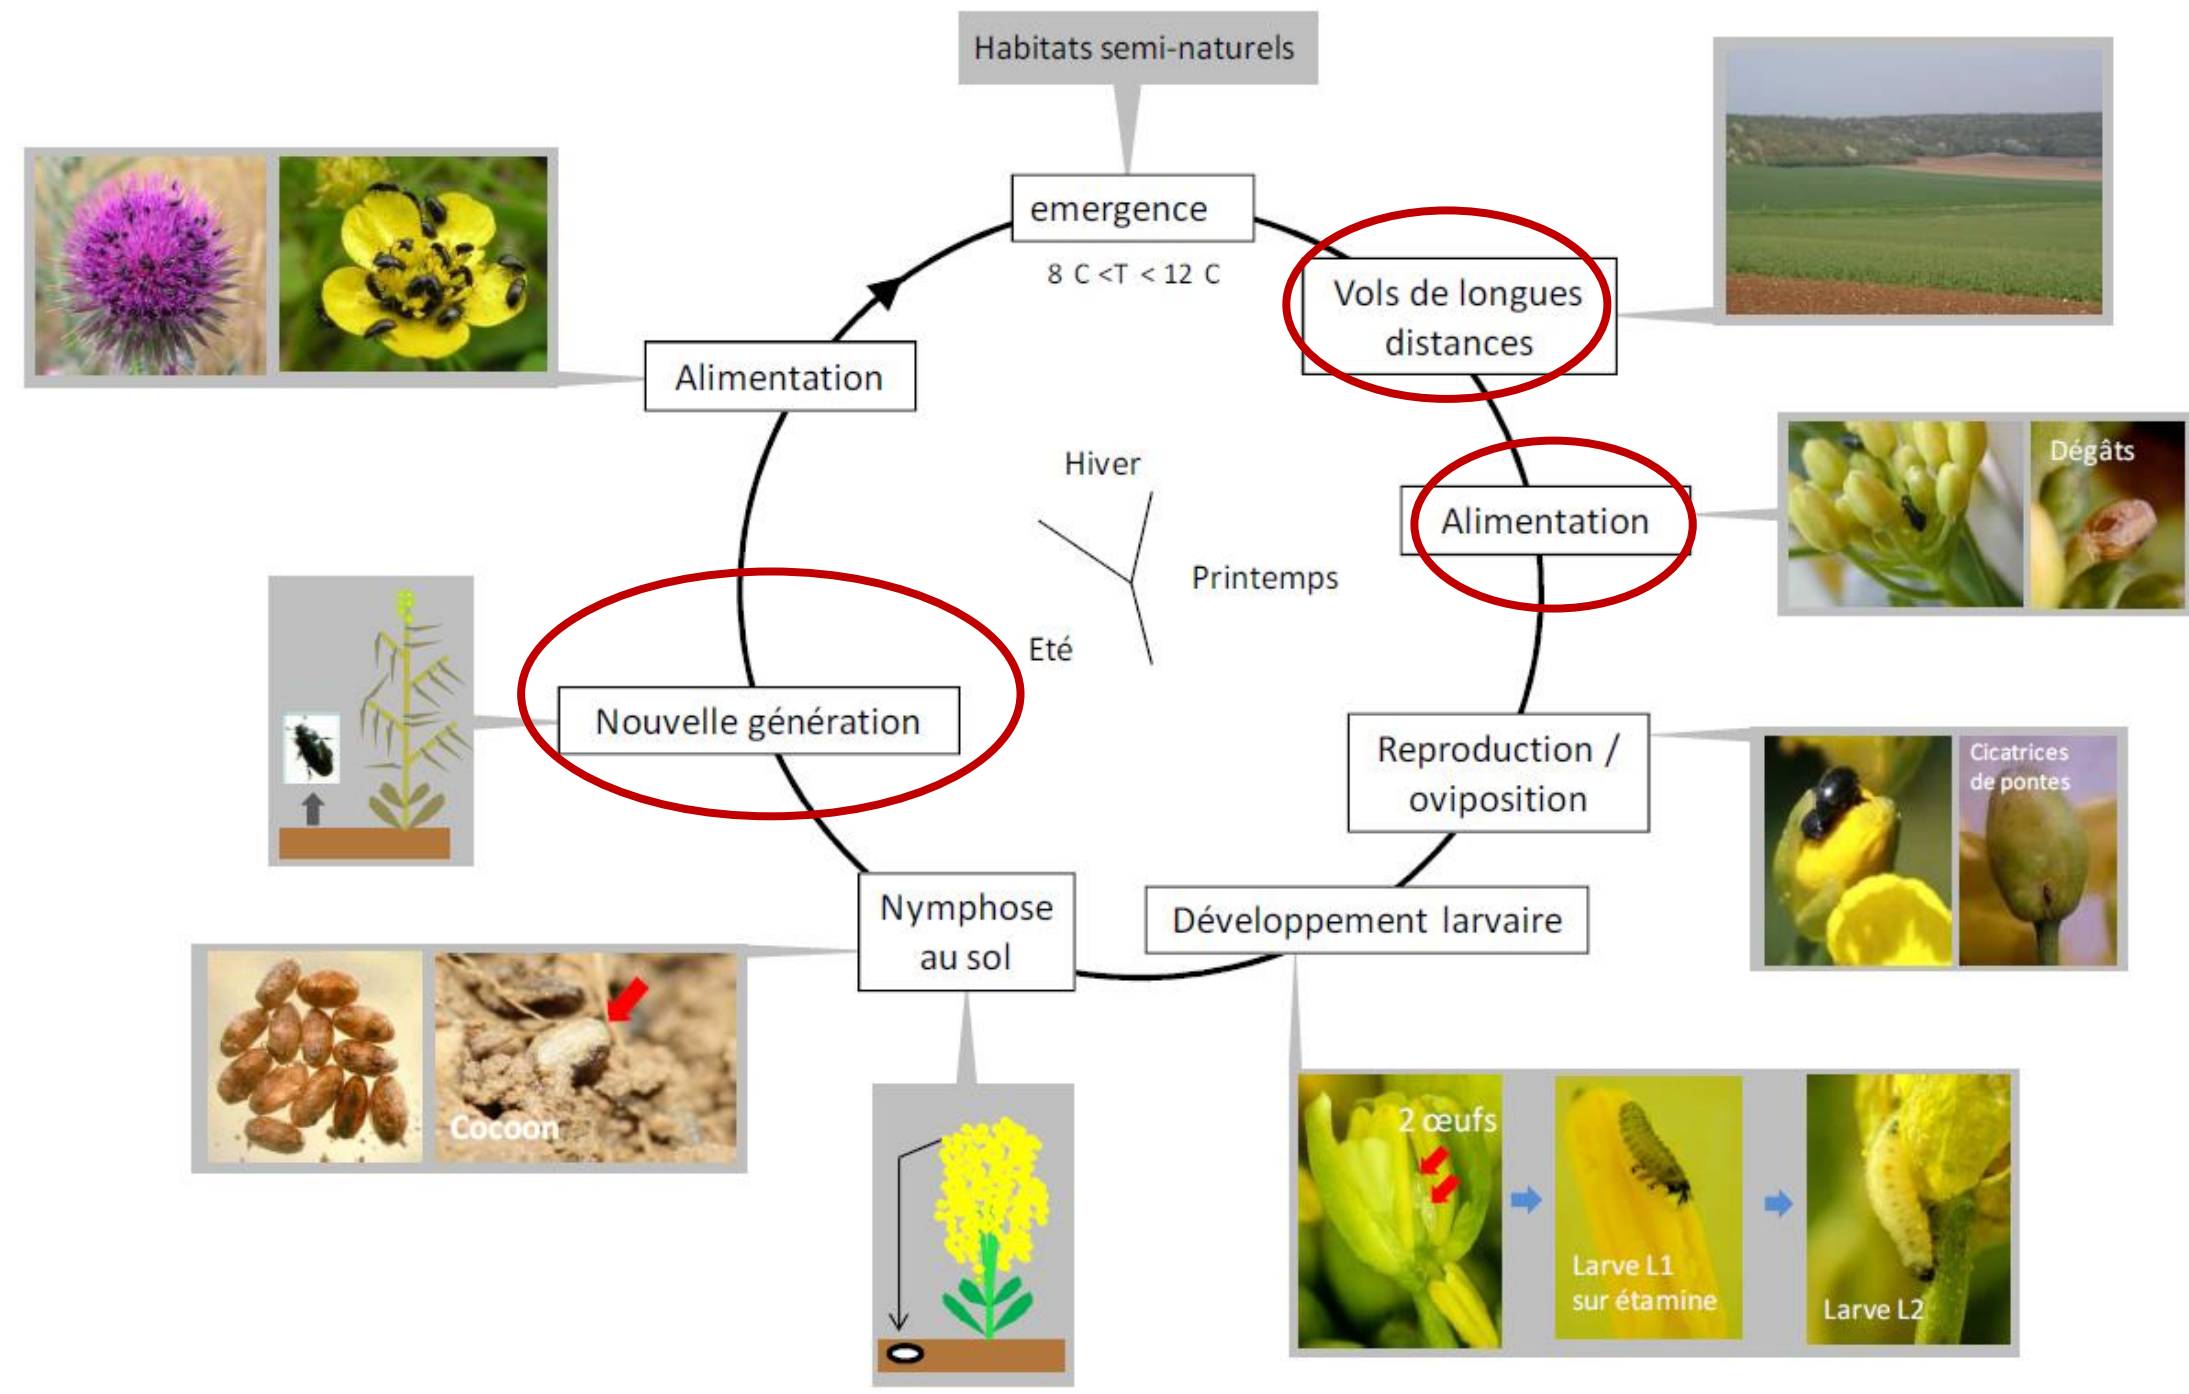 Habitats semi-naturels
emergence
8 C <T < 12 C
Vols de longues
distances
Alimentation
Hiver
Dégâts
Alimentation
Printemps
Eté
Nouvelle génération
Reproduction /
oviposition
Cicatrices
de pontes
Nymphose
au sol
Développement larvaire
Cocoon
2 œufs
Larve L1
sur étamine
Larve L2